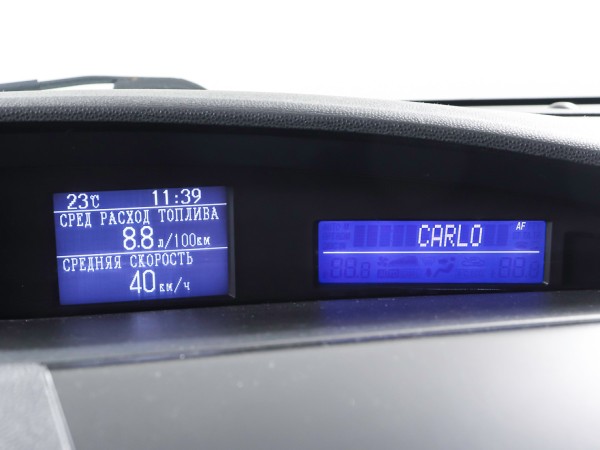 23℃ 11:39
СРЕД РАСХОД ТОПЛИВА
8.8 л/100км
СРЕДНЯЯ СКОРОСТЬ
40 км/ч
AF
CARLO